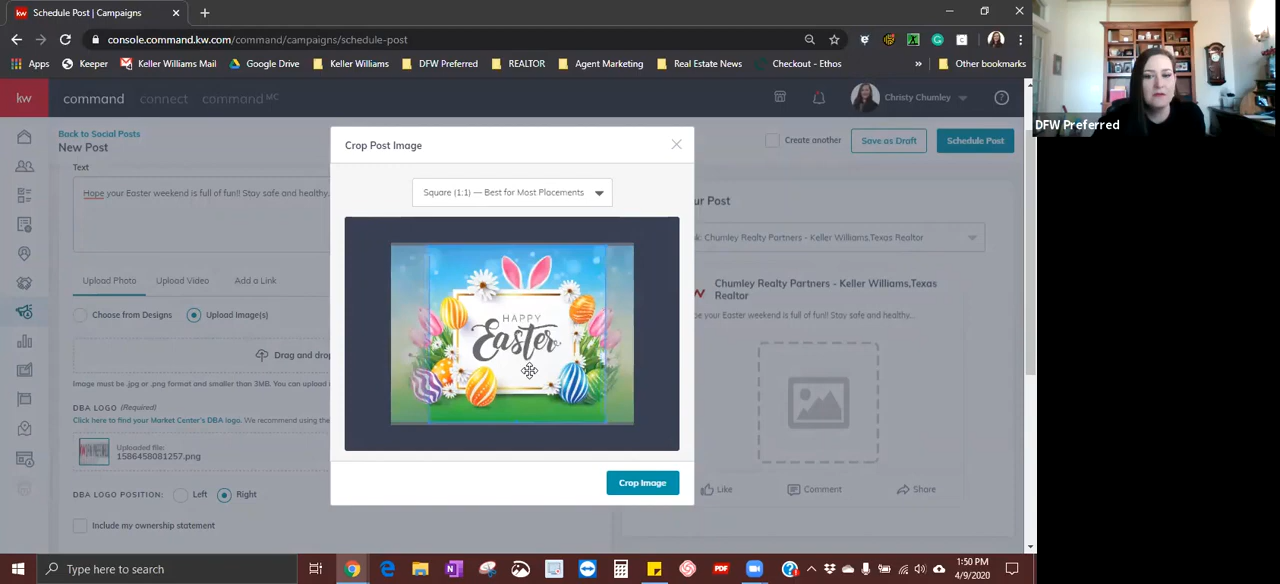 Schedule Post | Campaigns
console.command.kw.com/command/campaigns/schedule-post
Apps Keeper Keller Williams Mail Google Drive Keller Williams DFW Preferred REALTOR Agent Marketing Real Estate News Checkout - Ethos » Other bookmarks
kw command connect command MC Christy Chumley
Back to Social Posts
New Post
Create another Save as Draft Schedule Post
Text
Hope your Easter weekend is full of fun!! Stay safe and healthy.
Upload Photo Upload Video Add a Link
Choose from Designs Upload Image(s)
Drag and drop
Image must be .jpg or .png format and smaller than 3MB. You can upload
DBA LOGO (Required)
Click here to find your Market Center's DBA logo. We recommend using the
Uploaded file:
1586458081257.png
DBA LOGO POSITION: Left Right
Include my ownership statement
Crop Post Image
Square (1:1) — Best for Most Placements
HAPPY
Easter
Crop Image
ur Post
k: Chumley Realty Partners - Keller Williams,Texas Realtor
Chumley Realty Partners - Keller Williams,Texas
Realtor
pe your Easter weekend is full of fun!! Stay safe and healthy...
Like Comment Share
DFW Preferred
Type here to search
PDF
1:50 PM
4/9/2020